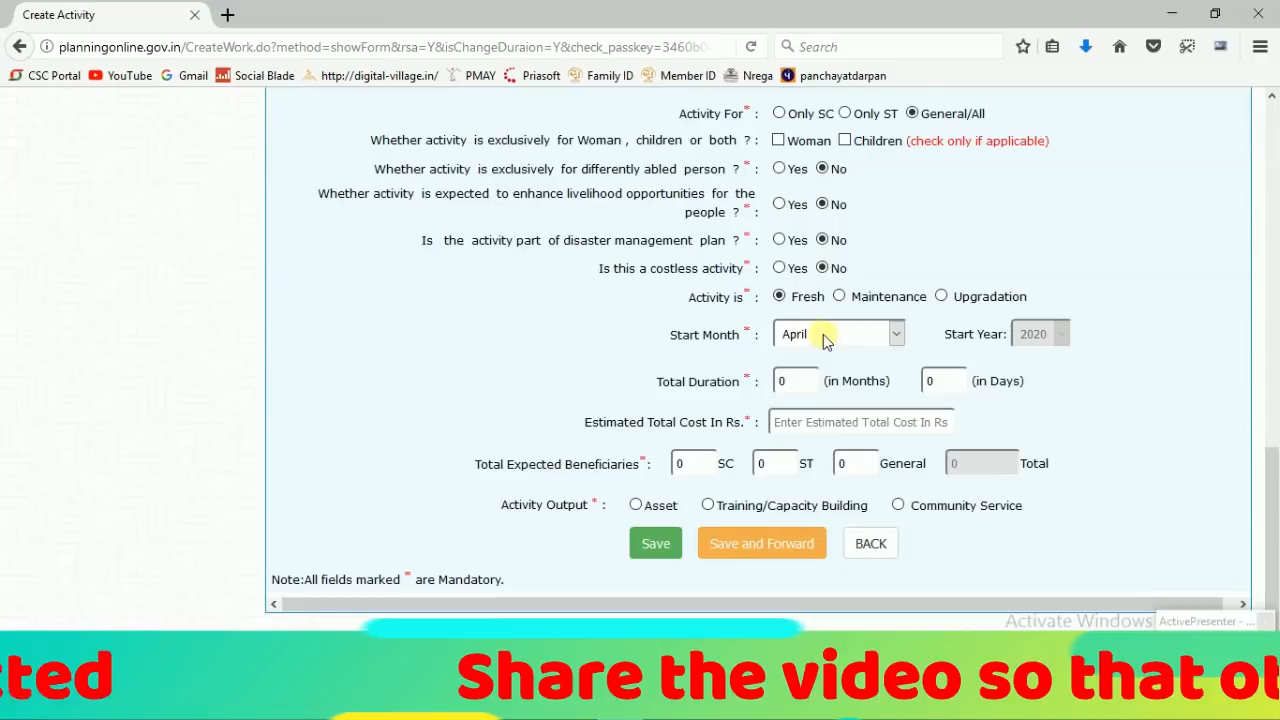 Create Activity
planningonline.gov.in/CreateWork.do?method=showForm&rsa=Y&isChangeDuraion=Y&check_passkey=3460b0
Search
CSC Portal YouTube Gmail Social Blade http://digital-village.in/ PMAY Priasoft Family ID Member ID Nrega panchayatdarpan
Activity For* : Only SC Only ST General/All
Whether activity is exclusively for Woman , children or both ? : Woman Children (check only if applicable)
Whether activity is exclusively for differently abled person ? * : Yes No
Whether activity is expected to enhance livelihood opportunities for the
people ? * : Yes No
Is the activity part of disaster management plan ? * : Yes No
Is this a costless activity* : Yes No
Activity is* : Fresh Maintenance Upgradation
Start Month * : April Start Year: 2020
Total Duration * : 0 (in Months) 0 (in Days)
Estimated Total Cost In Rs.* : Enter Estimated Total Cost In Rs
Total Expected Beneficiaries* : 0 SC 0 ST 0 General 0 Total
Activity Output * : Asset Training/Capacity Building Community Service
Save Save and Forward BACK
Note:All fields marked * are Mandatory.
Activate Windows ActivePresenter - ...
tted Share the video so that ot